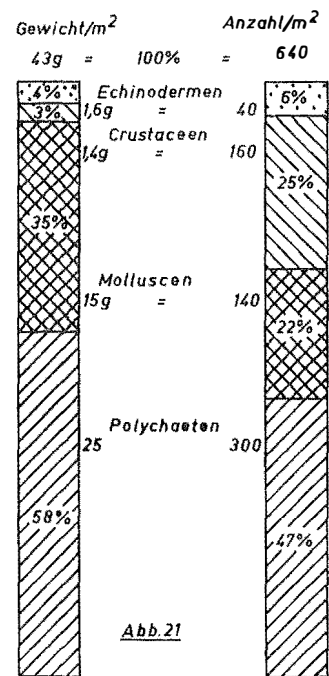 Gewicht/m² Anzahl/m²
43g = 100% = 640
4% Echinodermen 6%
3% 1,6g = 40
Crustaceen
1,4g = 160
25%
35%
Molluscen
15g = 140
22%
Polychaeten
25 300
58% 47%
Abb.21